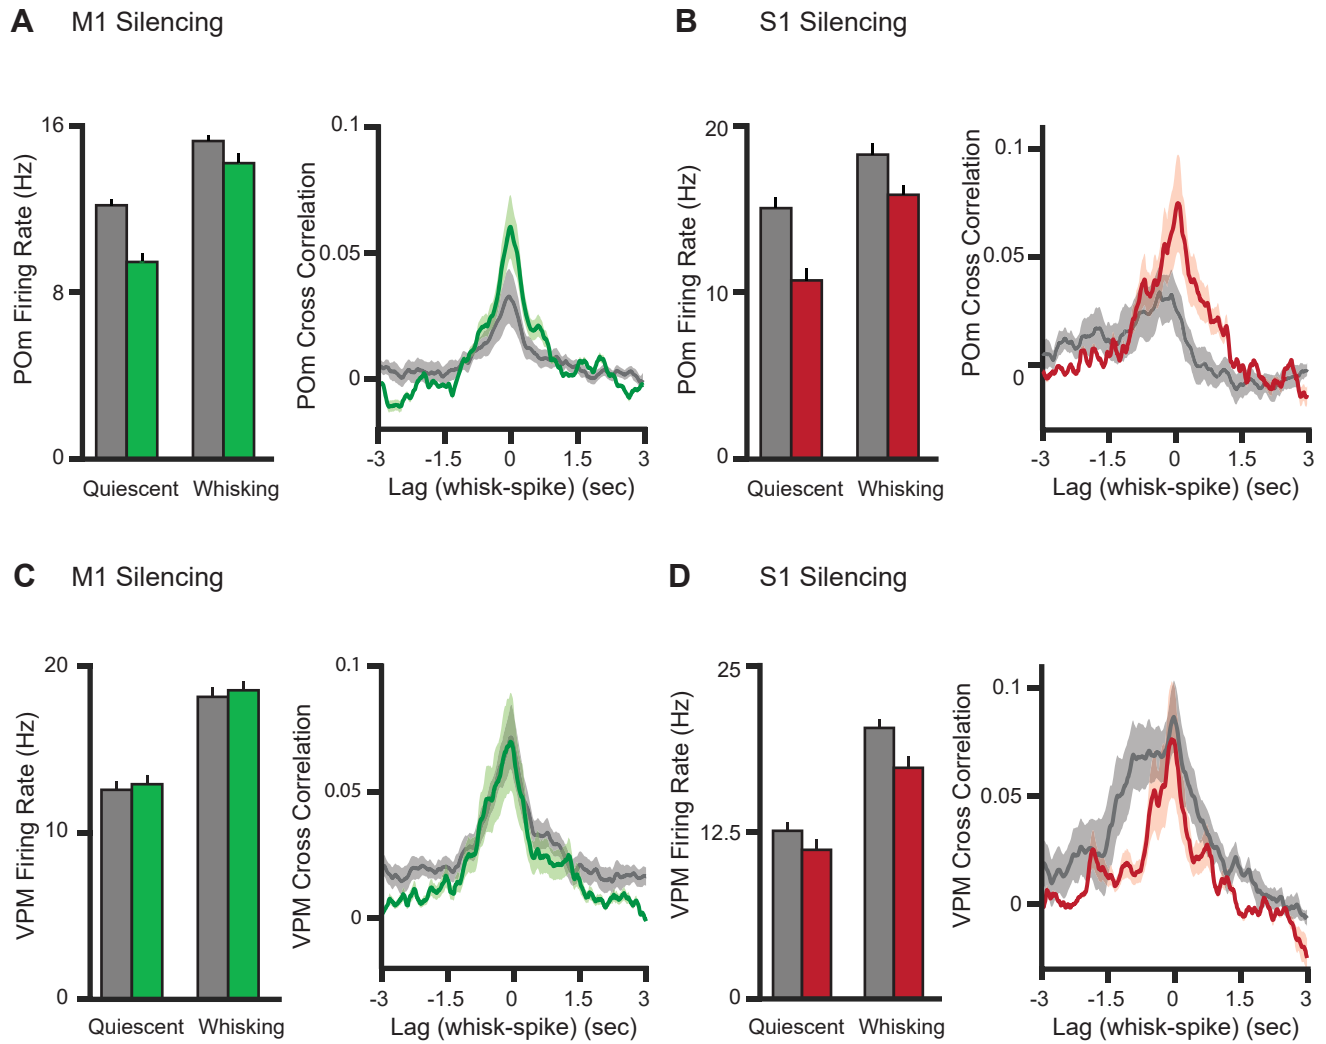 A M1 Silencing
16
8
4
0
POm Firing Rate (Hz)
Quiescent Whisking
0.1
0.05
0
POm Cross Correlation
-3 -1.5 0 1.5 3
Lag (whisk-spike) (sec)
B S1 Silencing
20
10
0
POm Firing Rate (Hz)
Quiescent Whisking
0.1
0.05
0
POm Cross Correlation
-3 -1.5 0 1.5 3
Lag (whisk-spike) (sec)
C M1 Silencing
20
10
0
VPM Firing Rate (Hz)
Quiescent Whisking
0.1
0.05
0
VPM Cross Correlation
-3 -1.5 0 1.5 3
Lag (whisk-spike) (sec)
D S1 Silencing
25
12.5
0
VPM Firing Rate (Hz)
Quiescent Whisking
0.1
0.05
0
VPM Cross Correlation
-3 -1.5 0 1.5 3
Lag (whisk-spike) (sec)